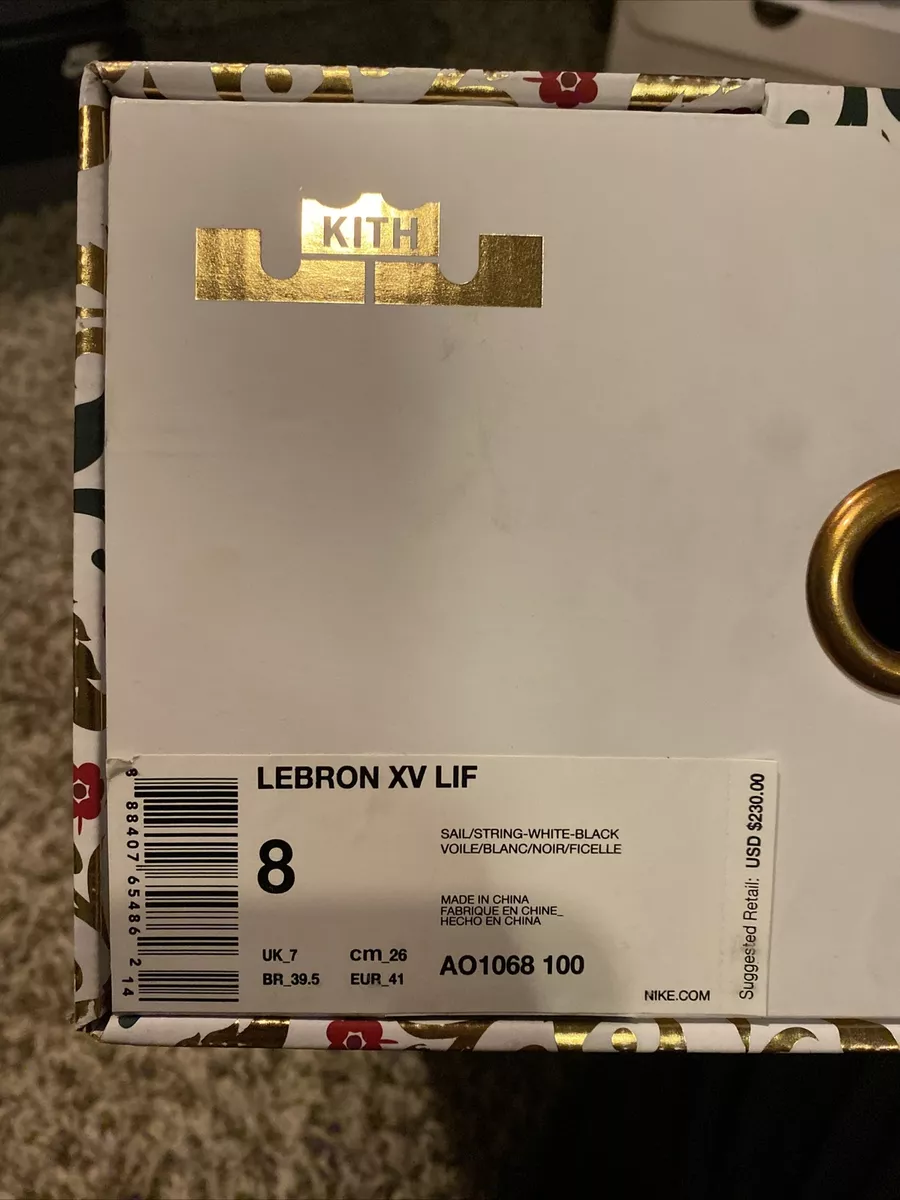 KITH
LEBRON XV LIF
8
SAIL/STRING-WHITE-BLACK
VOILE/BLANC/NOIR/FICELLE
MADE IN CHINA
FABRIQUE EN CHINE_
HECHO EN CHINA
UK_7 cm_26
BR_39.5 EUR_41
AO1068 100
NIKE.COM
Suggested Retail: USD $230.00
8 88407 65486 2 14